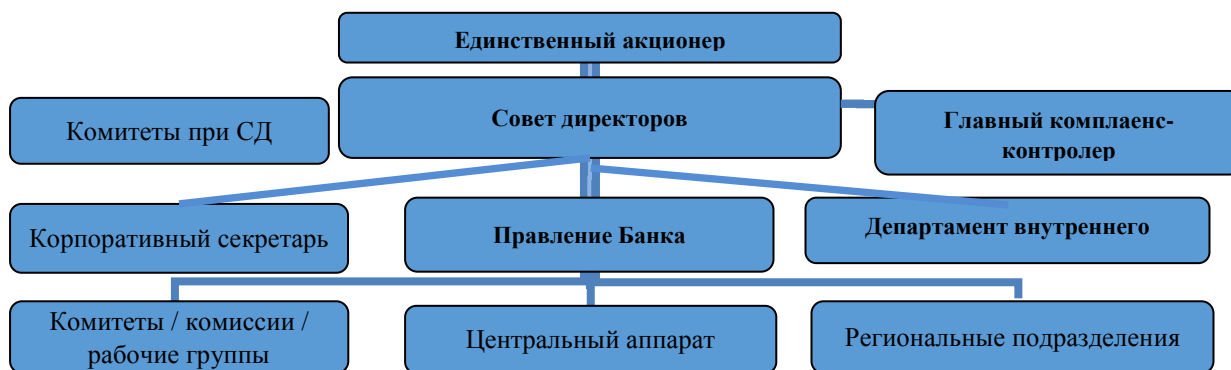 Единственный акционер
Совет директоров
Комитеты при СД
Главный комплаенс-
контролер
Корпоративный секретарь
Правление Банка
Департамент внутреннего
Комитеты / комиссии /
рабочие группы
Центральный аппарат
Региональные подразделения